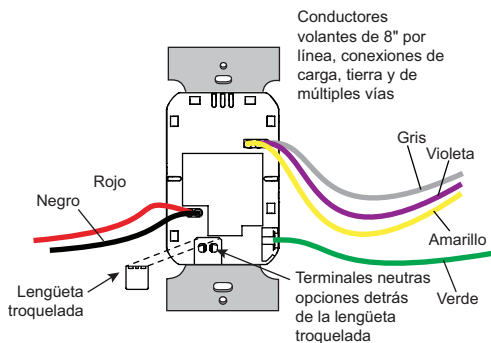 Conductores
volantes de 8" por
línea, conexiones de
carga, tierra y de
múltiples vías
Gris
Violeta
Rojo
Negro
Amarillo
Lengüeta
troquelada
Terminales neutras
opciones detrás
de la lengüeta
troquelada
Verde